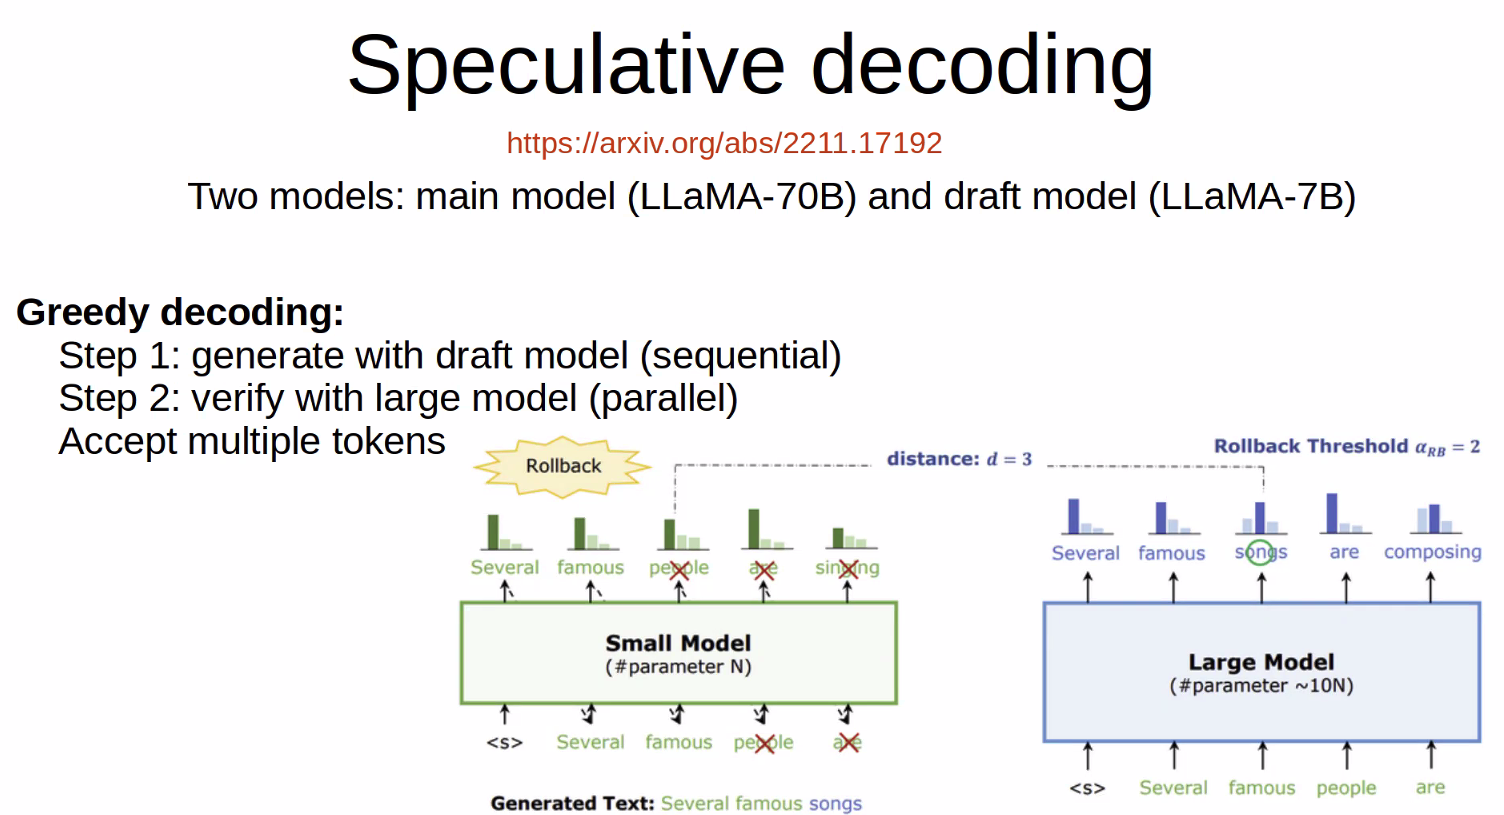 Speculative decoding
https://arxiv.org/abs/2211.17192
Two models: main model (LLaMA-70B) and draft model (LLaMA-7B)
Greedy decoding:
Step 1: generate with draft model (sequential)
Step 2: verify with large model (parallel)
Accept multiple tokens
Rollback
distance: d = 3
Rollback Threshold α_RB = 2
Several famous people are singing
Several famous songs are composing
Small Model
(#parameter N)
Large Model
(#parameter ~10N)
<s> Several famous people are
<s> Several famous people are
Generated Text: Several famous songs